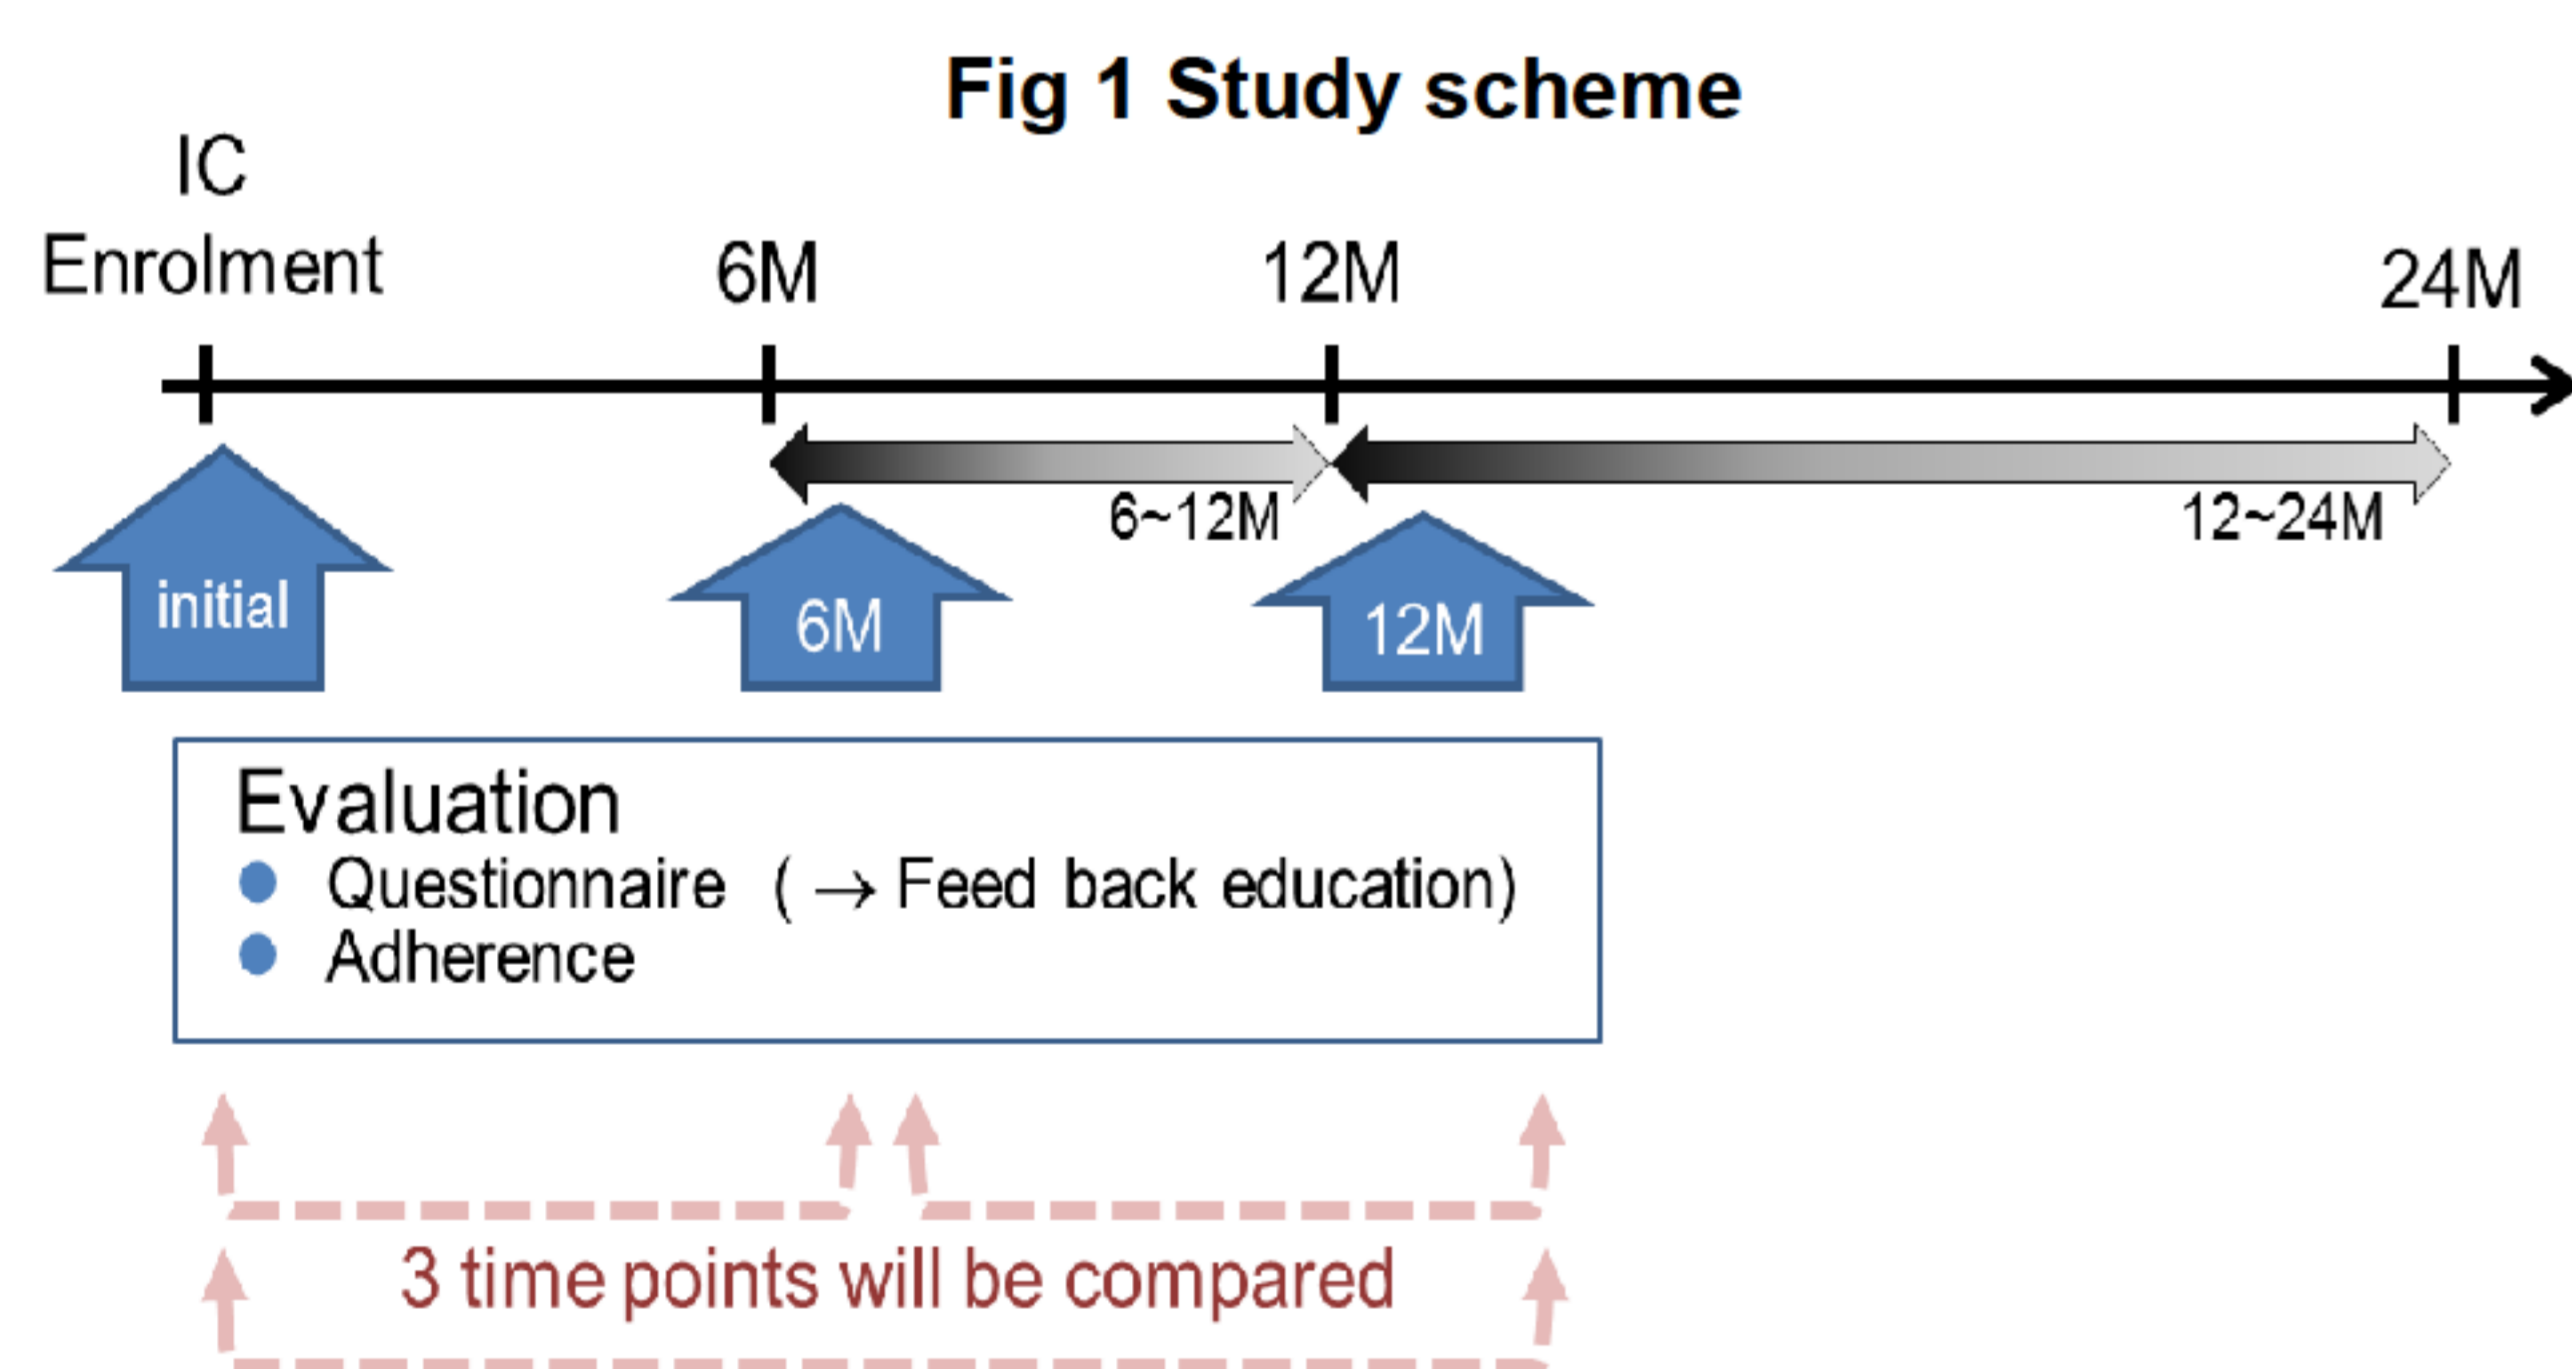 Fig 1 Study scheme
IC
Enrolment
6M
12M
24M
6~12M
12~24M
initial
6M
12M
Evaluation
Questionnaire ( → Feed back education)
Adherence
3 time points will be compared